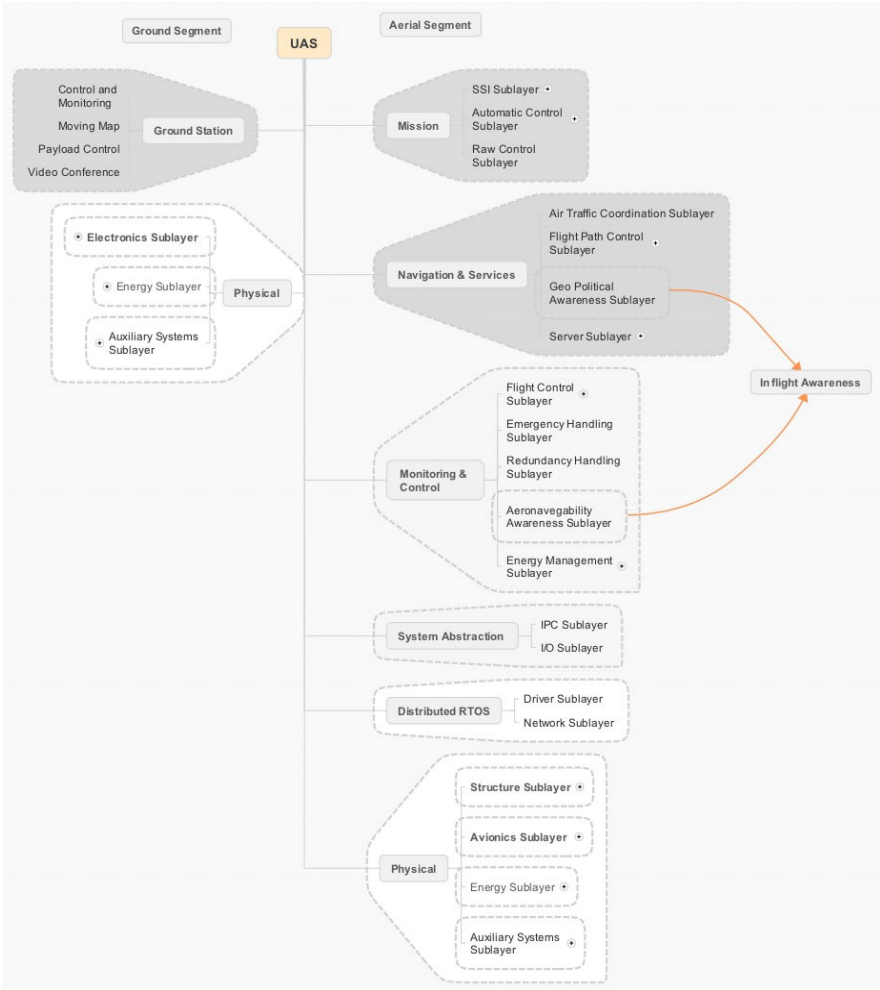 Ground Segment
Aerial Segment
UAS
Control and
Monitoring
Moving Map
Payload Control
Video Conference
Ground Station
Electronics Sublayer
Energy Sublayer
Auxiliary Systems
Sublayer
Physical
Mission
SSI Sublayer
Automatic Control
Sublayer
Raw Control
Sublayer
Navigation & Services
Air Traffic Coordination Sublayer
Flight Path Control
Sublayer
Geo Political
Awareness Sublayer
Server Sublayer
Inflight Awareness
Monitoring &
Control
Flight Control
Sublayer
Emergency Handling
Sublayer
Redundancy Handling
Sublayer
Aeronavegability
Awareness Sublayer
Energy Management
Sublayer
System Abstraction
IPC Sublayer
I/O Sublayer
Distributed RTOS
Driver Sublayer
Network Sublayer
Physical
Structure Sublayer
Avionics Sublayer
Energy Sublayer
Auxiliary Systems
Sublayer